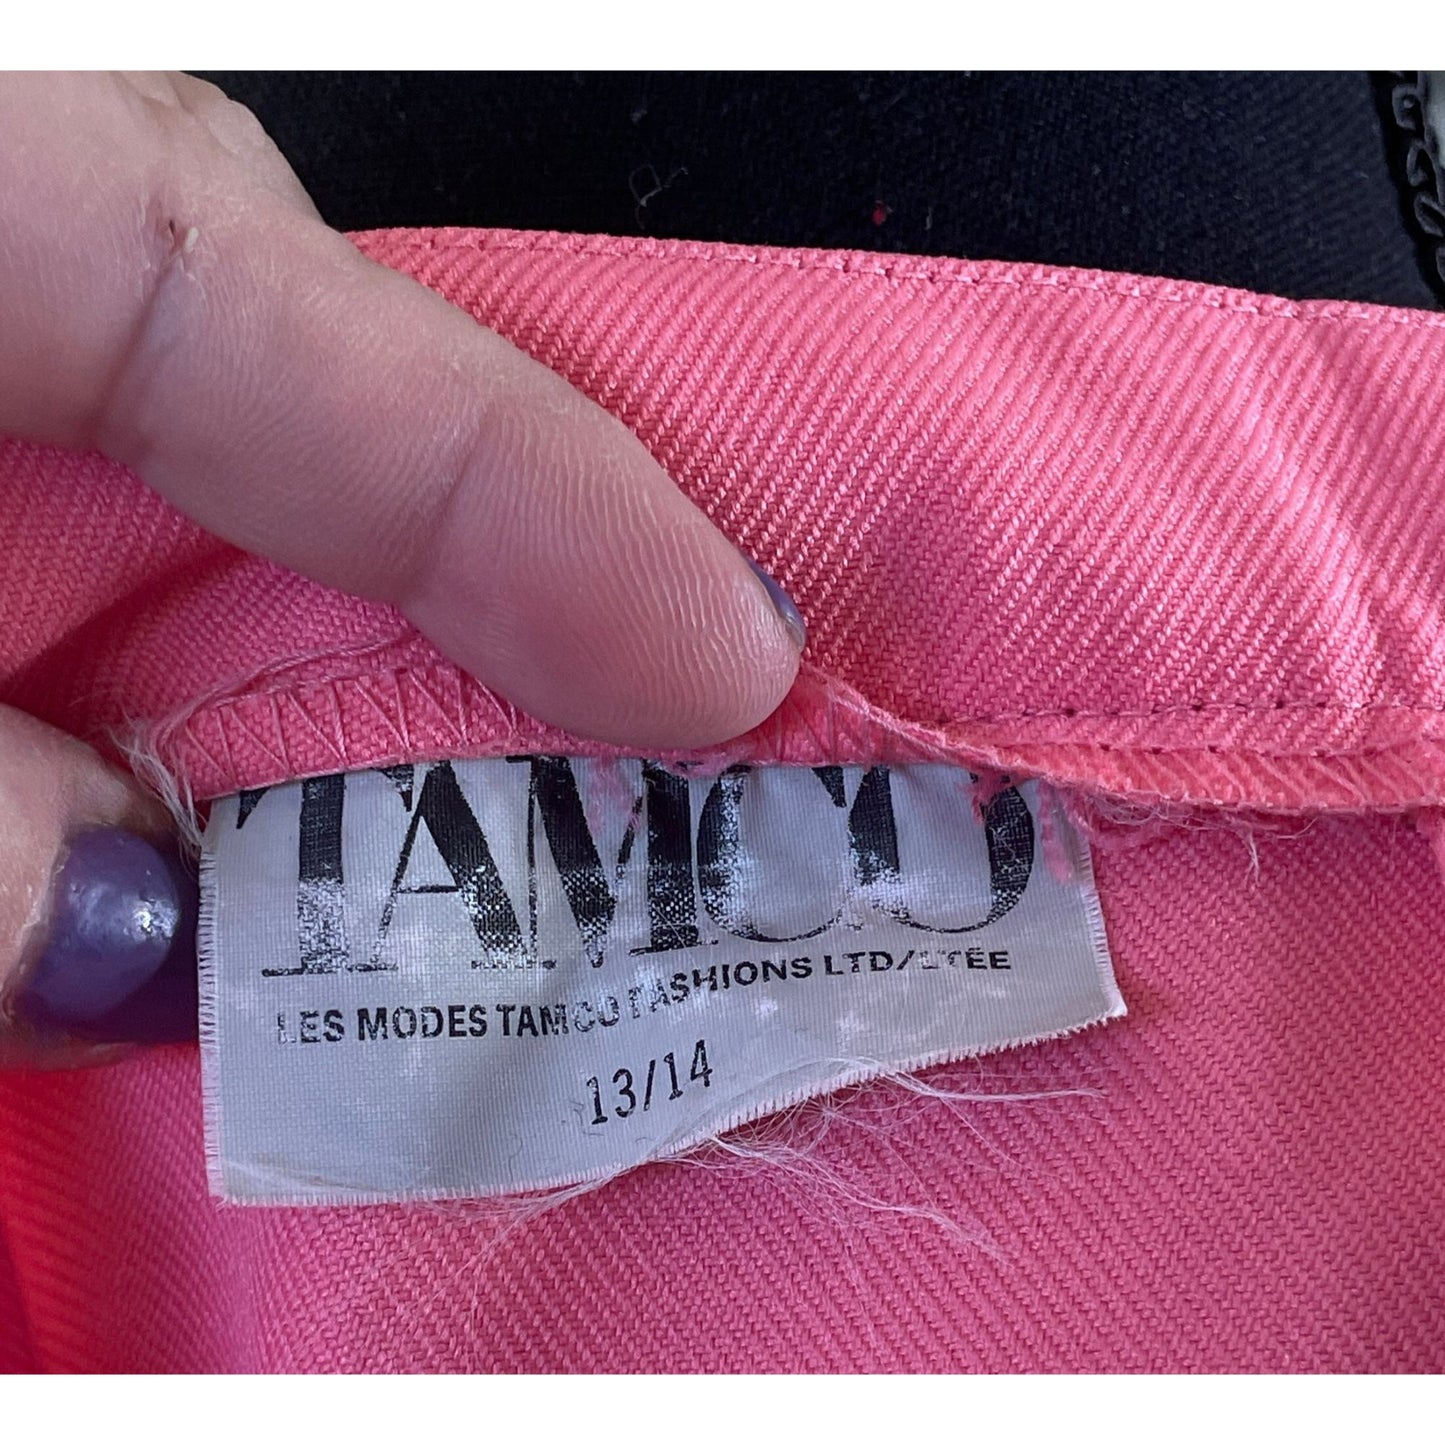 TAMCO
LES MODES TAMCO FASHIONS LTD/LTÉE
13/14